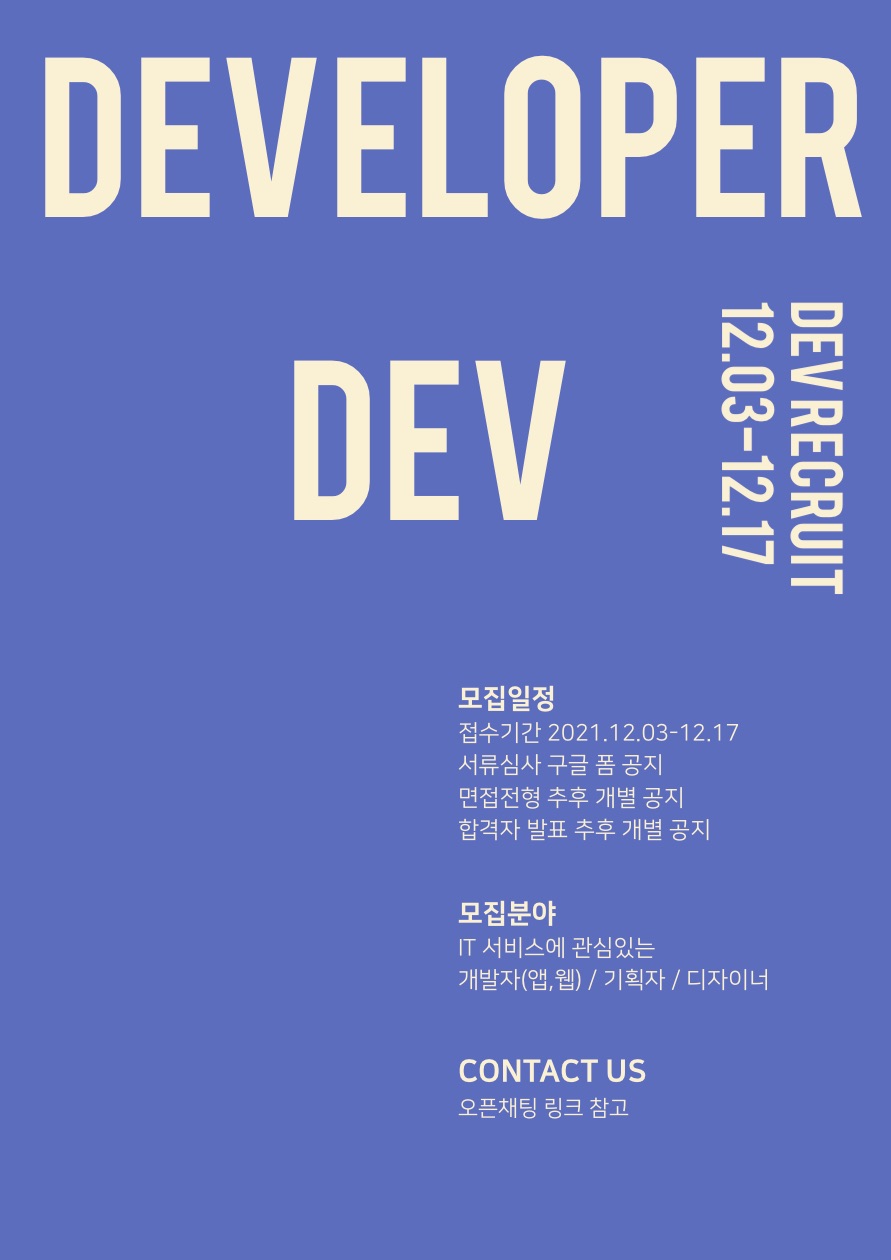 DEVELOPER
DEV
DEV RECRUIT
12.03-12.17
모집일정
접수기간 2021.12.03-12.17
서류심사 구글 폼 공지
면접전형 추후 개별 공지
합격자 발표 추후 개별 공지
모집분야
IT 서비스에 관심있는
개발자(앱,웹) / 기획자 / 디자이너
CONTACT US
오픈채팅 링크 참고